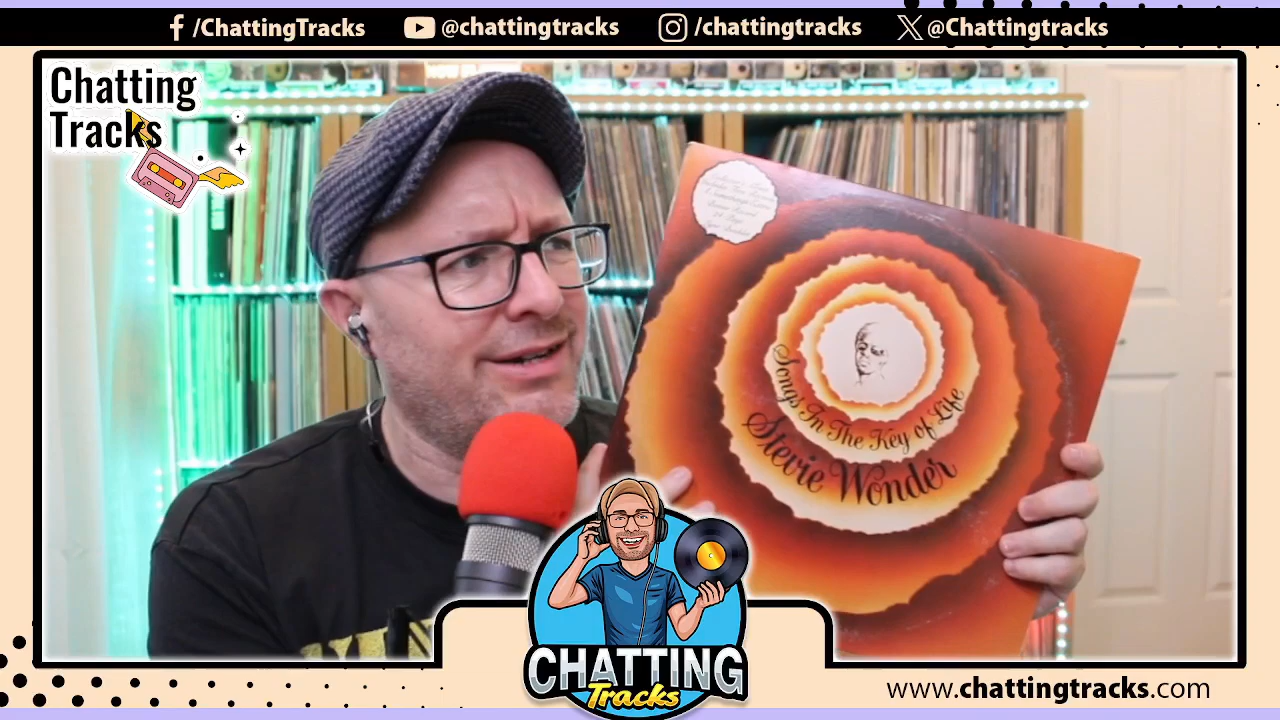 /ChattingTracks
@chattingtracks
/chattingtracks
@Chattingtracks
Chatting
Tracks
Songs In The Key of Life
Stevie Wonder
CHATTING
Tracks
www.chattingtracks.com